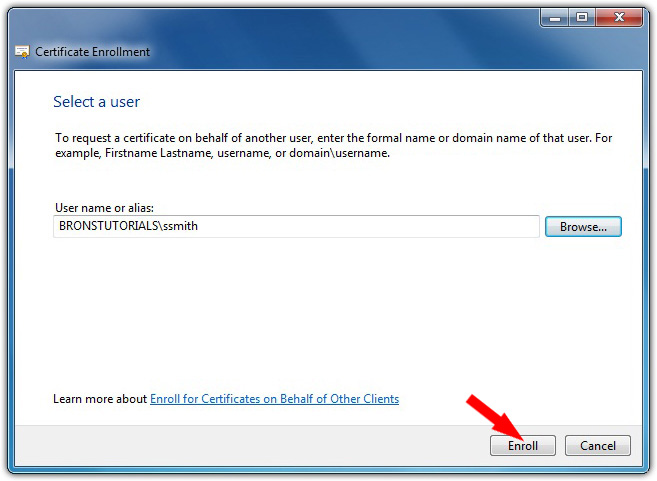 Certificate Enrollment
Select a user
To request a certificate on behalf of another user, enter the formal name or domain name of that user. For
example, Firstname Lastname, username, or domain\username.
User name or alias:
BRONSTUTORIALS\ssmith
Browse...
Learn more about Enroll for Certificates on Behalf of Other Clients
Enroll
Cancel